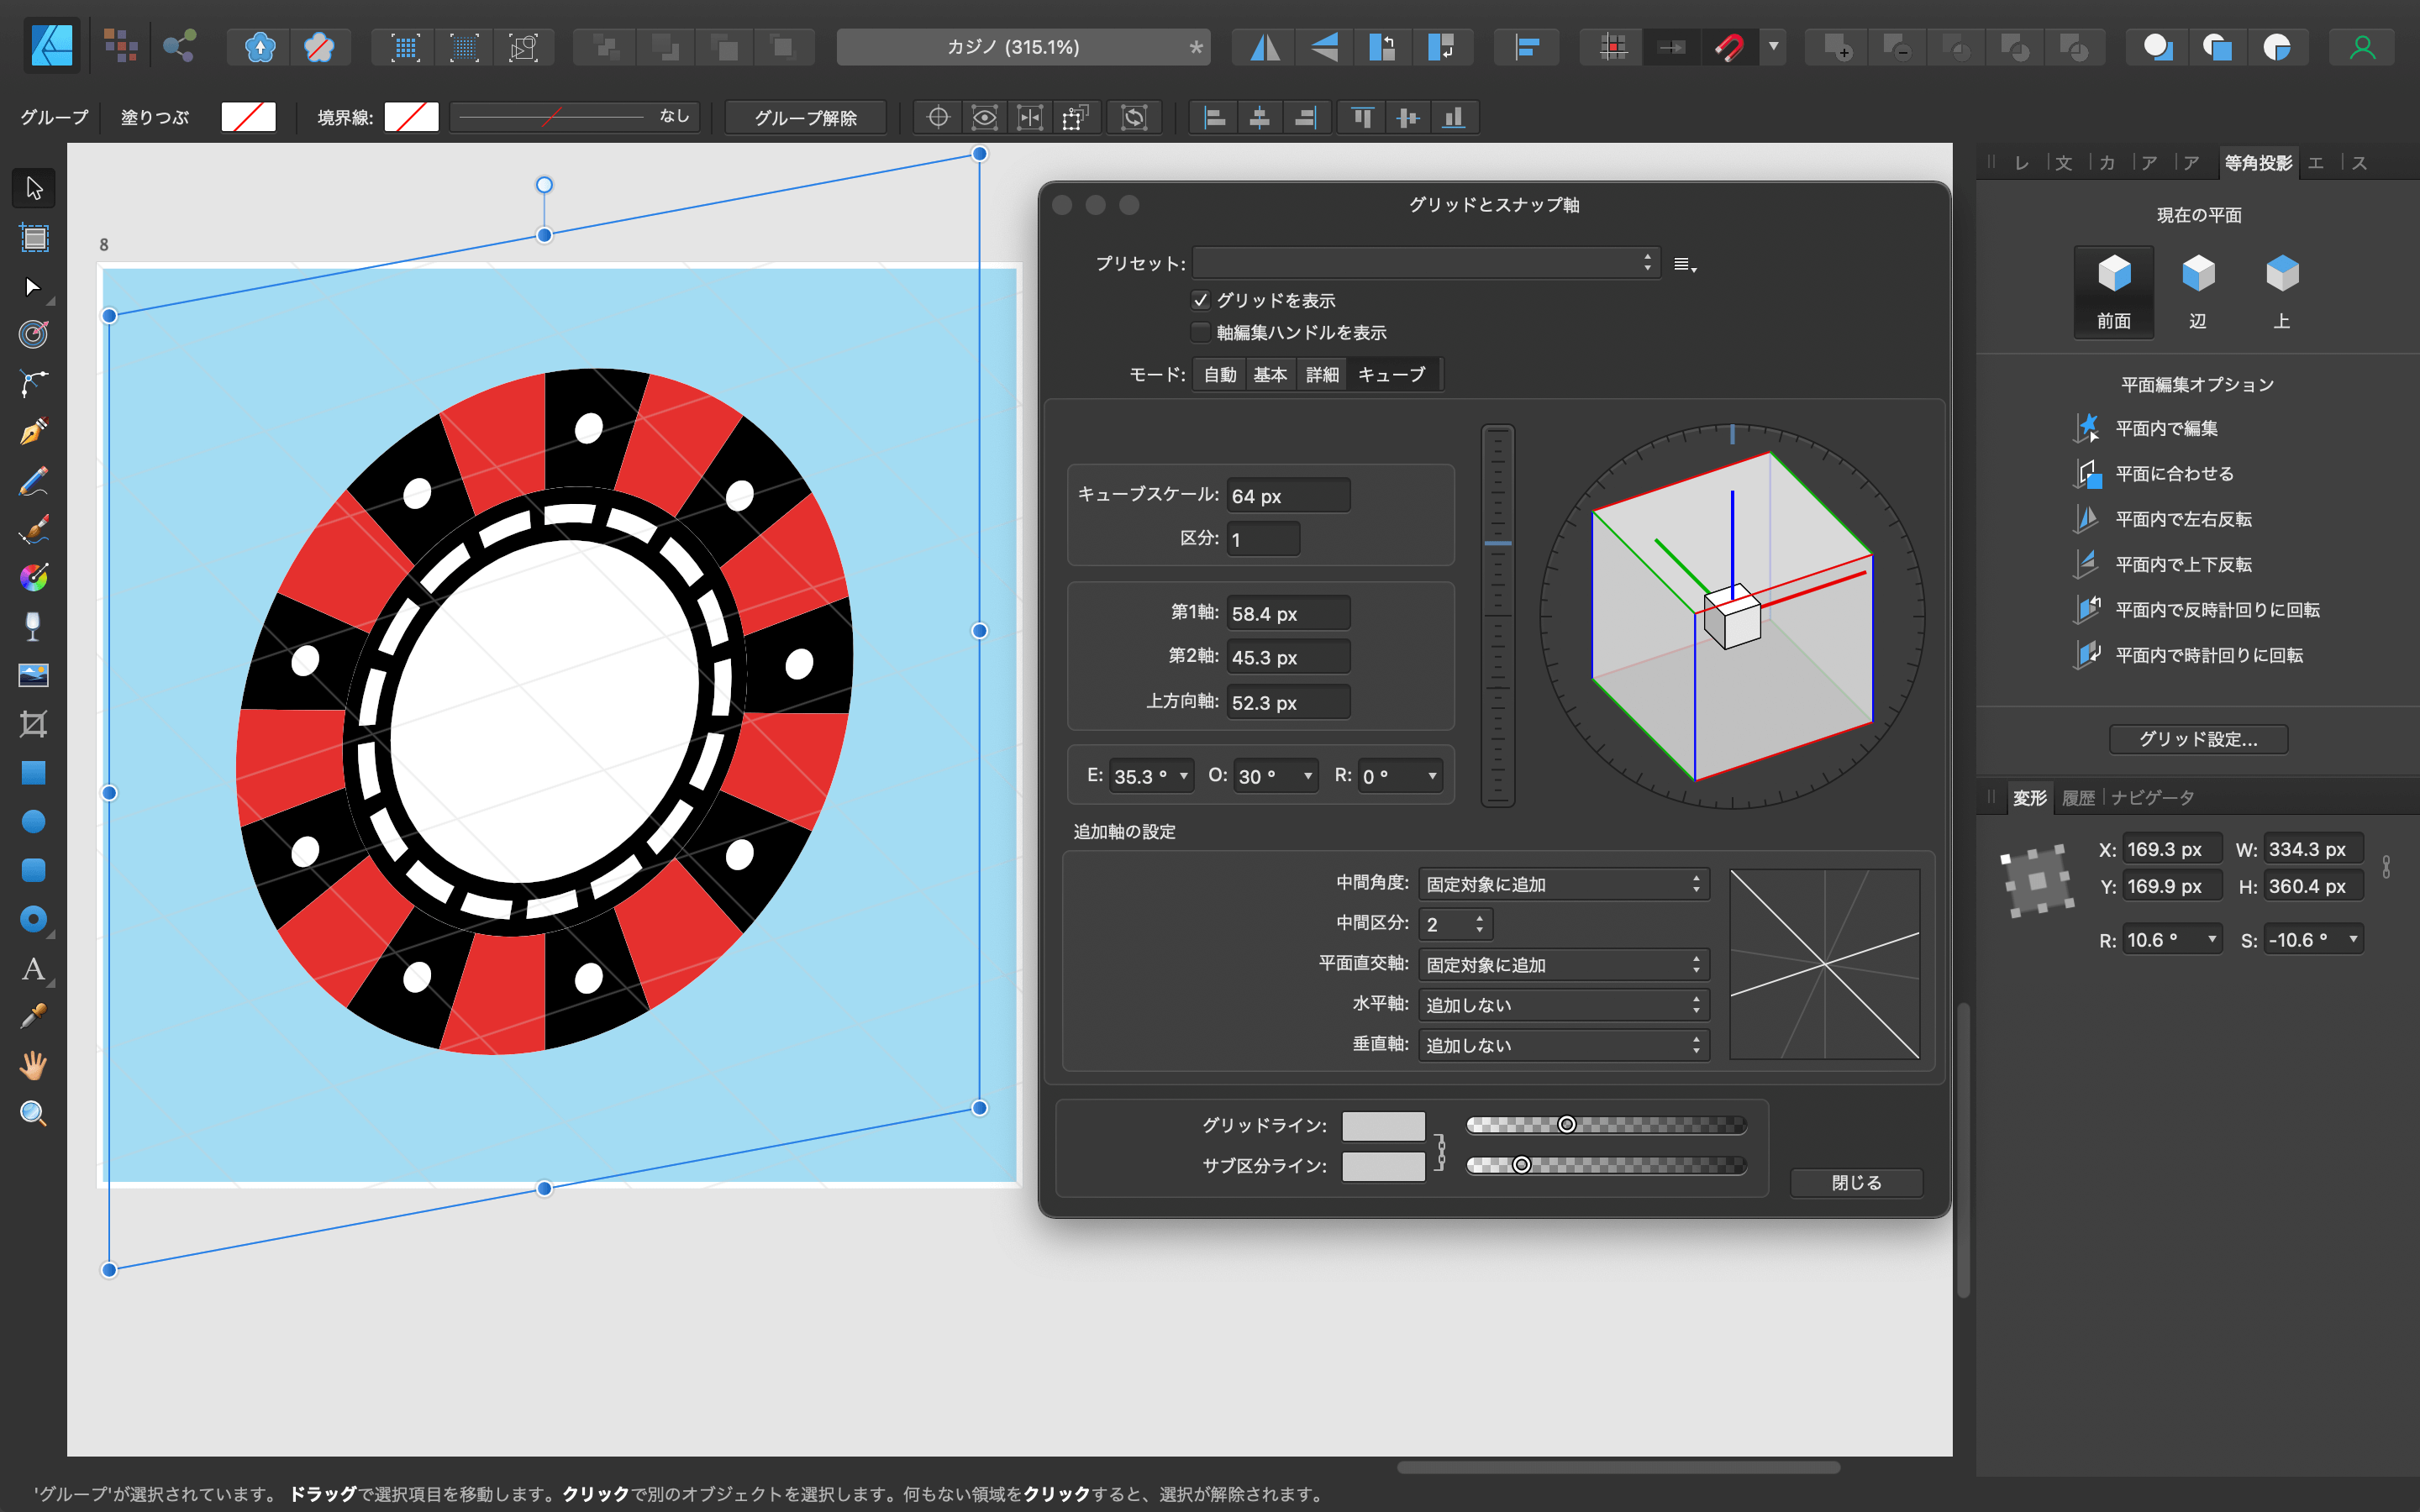 カジノ (315.1%)
*
グループ 塗りつぶ 境界線: なし グループ解除
8
グリッドとスナップ軸
プリセット:
グリッドを表示
軸編集ハンドルを表示
モード: 自動 基本 詳細 キューブ
キューブスケール: 64 px
区分: 1
第1軸: 58.4 px
第2軸: 45.3 px
上方向軸: 52.3 px
E: 35.3 ° O: 30 ° R: 0 °
追加軸の設定
中間角度: 固定対象に追加
中間区分: 2
平面直交軸: 固定対象に追加
水平軸: 追加しない
垂直軸: 追加しない
グリッドライン:
サブ区分ライン:
閉じる
レ 文 カ ア ア 等角投影 エ ス
現在の平面
前面 辺 上
平面編集オプション
平面内で編集
平面に合わせる
平面内で左右反転
平面内で上下反転
平面内で反時計回りに回転
平面内で時計回りに回転
グリッド設定...
変形 履歴 ナビゲータ
X: 169.3 px W: 334.3 px
Y: 169.9 px H: 360.4 px
R: 10.6 ° S: -10.6 °
A
'グループ'が選択されています。 ドラッグで選択項目を移動します。クリックで別のオブジェクトを選択します。何もない領域をクリックすると、選択が解除されます。